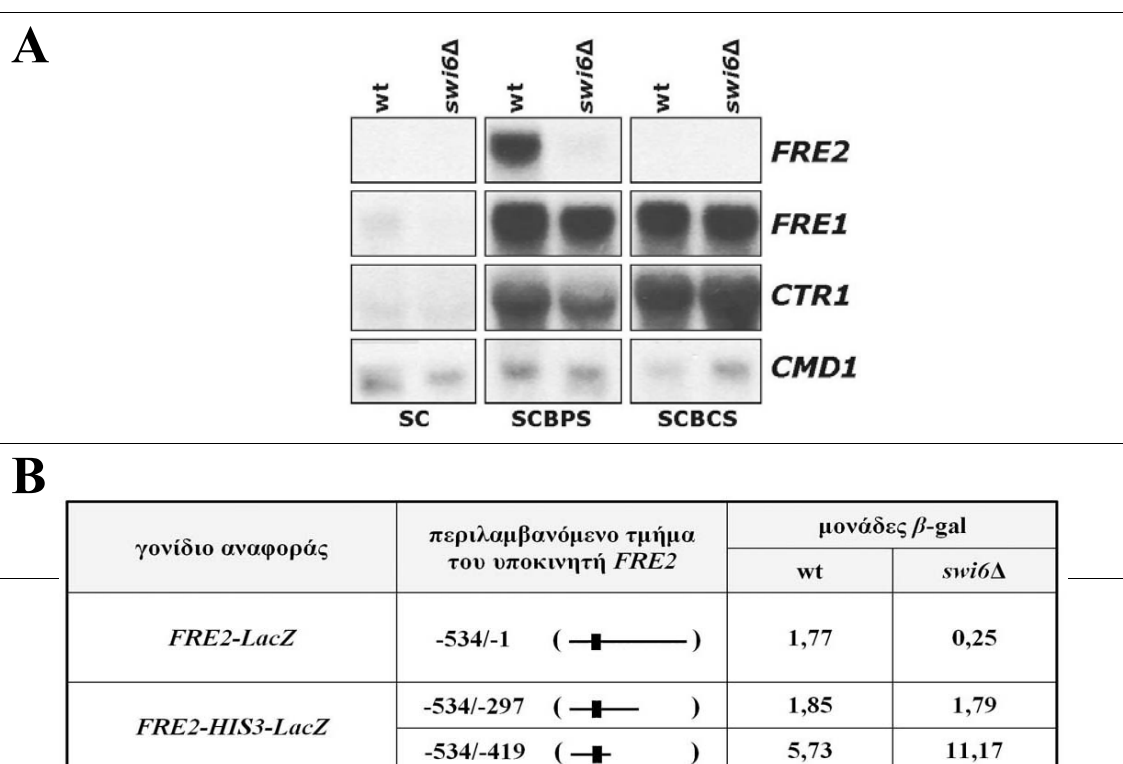 A
wt swi6Δ wt swi6Δ wt swi6Δ
FRE2
FRE1
CTR1
CMD1
SC SCBPS SCBCS
B
γονίδιο αναφοράς
περιλαμβανόμενο τμήμα
του υποκινητή FRE2
μονάδες β-gal
wt swi6Δ
FRE2-LacZ -534/-1 ( ) 1,77 0,25
FRE2-HIS3-LacZ
-534/-297 ( ) 1,85 1,79
-534/-419 ( ) 5,73 11,17